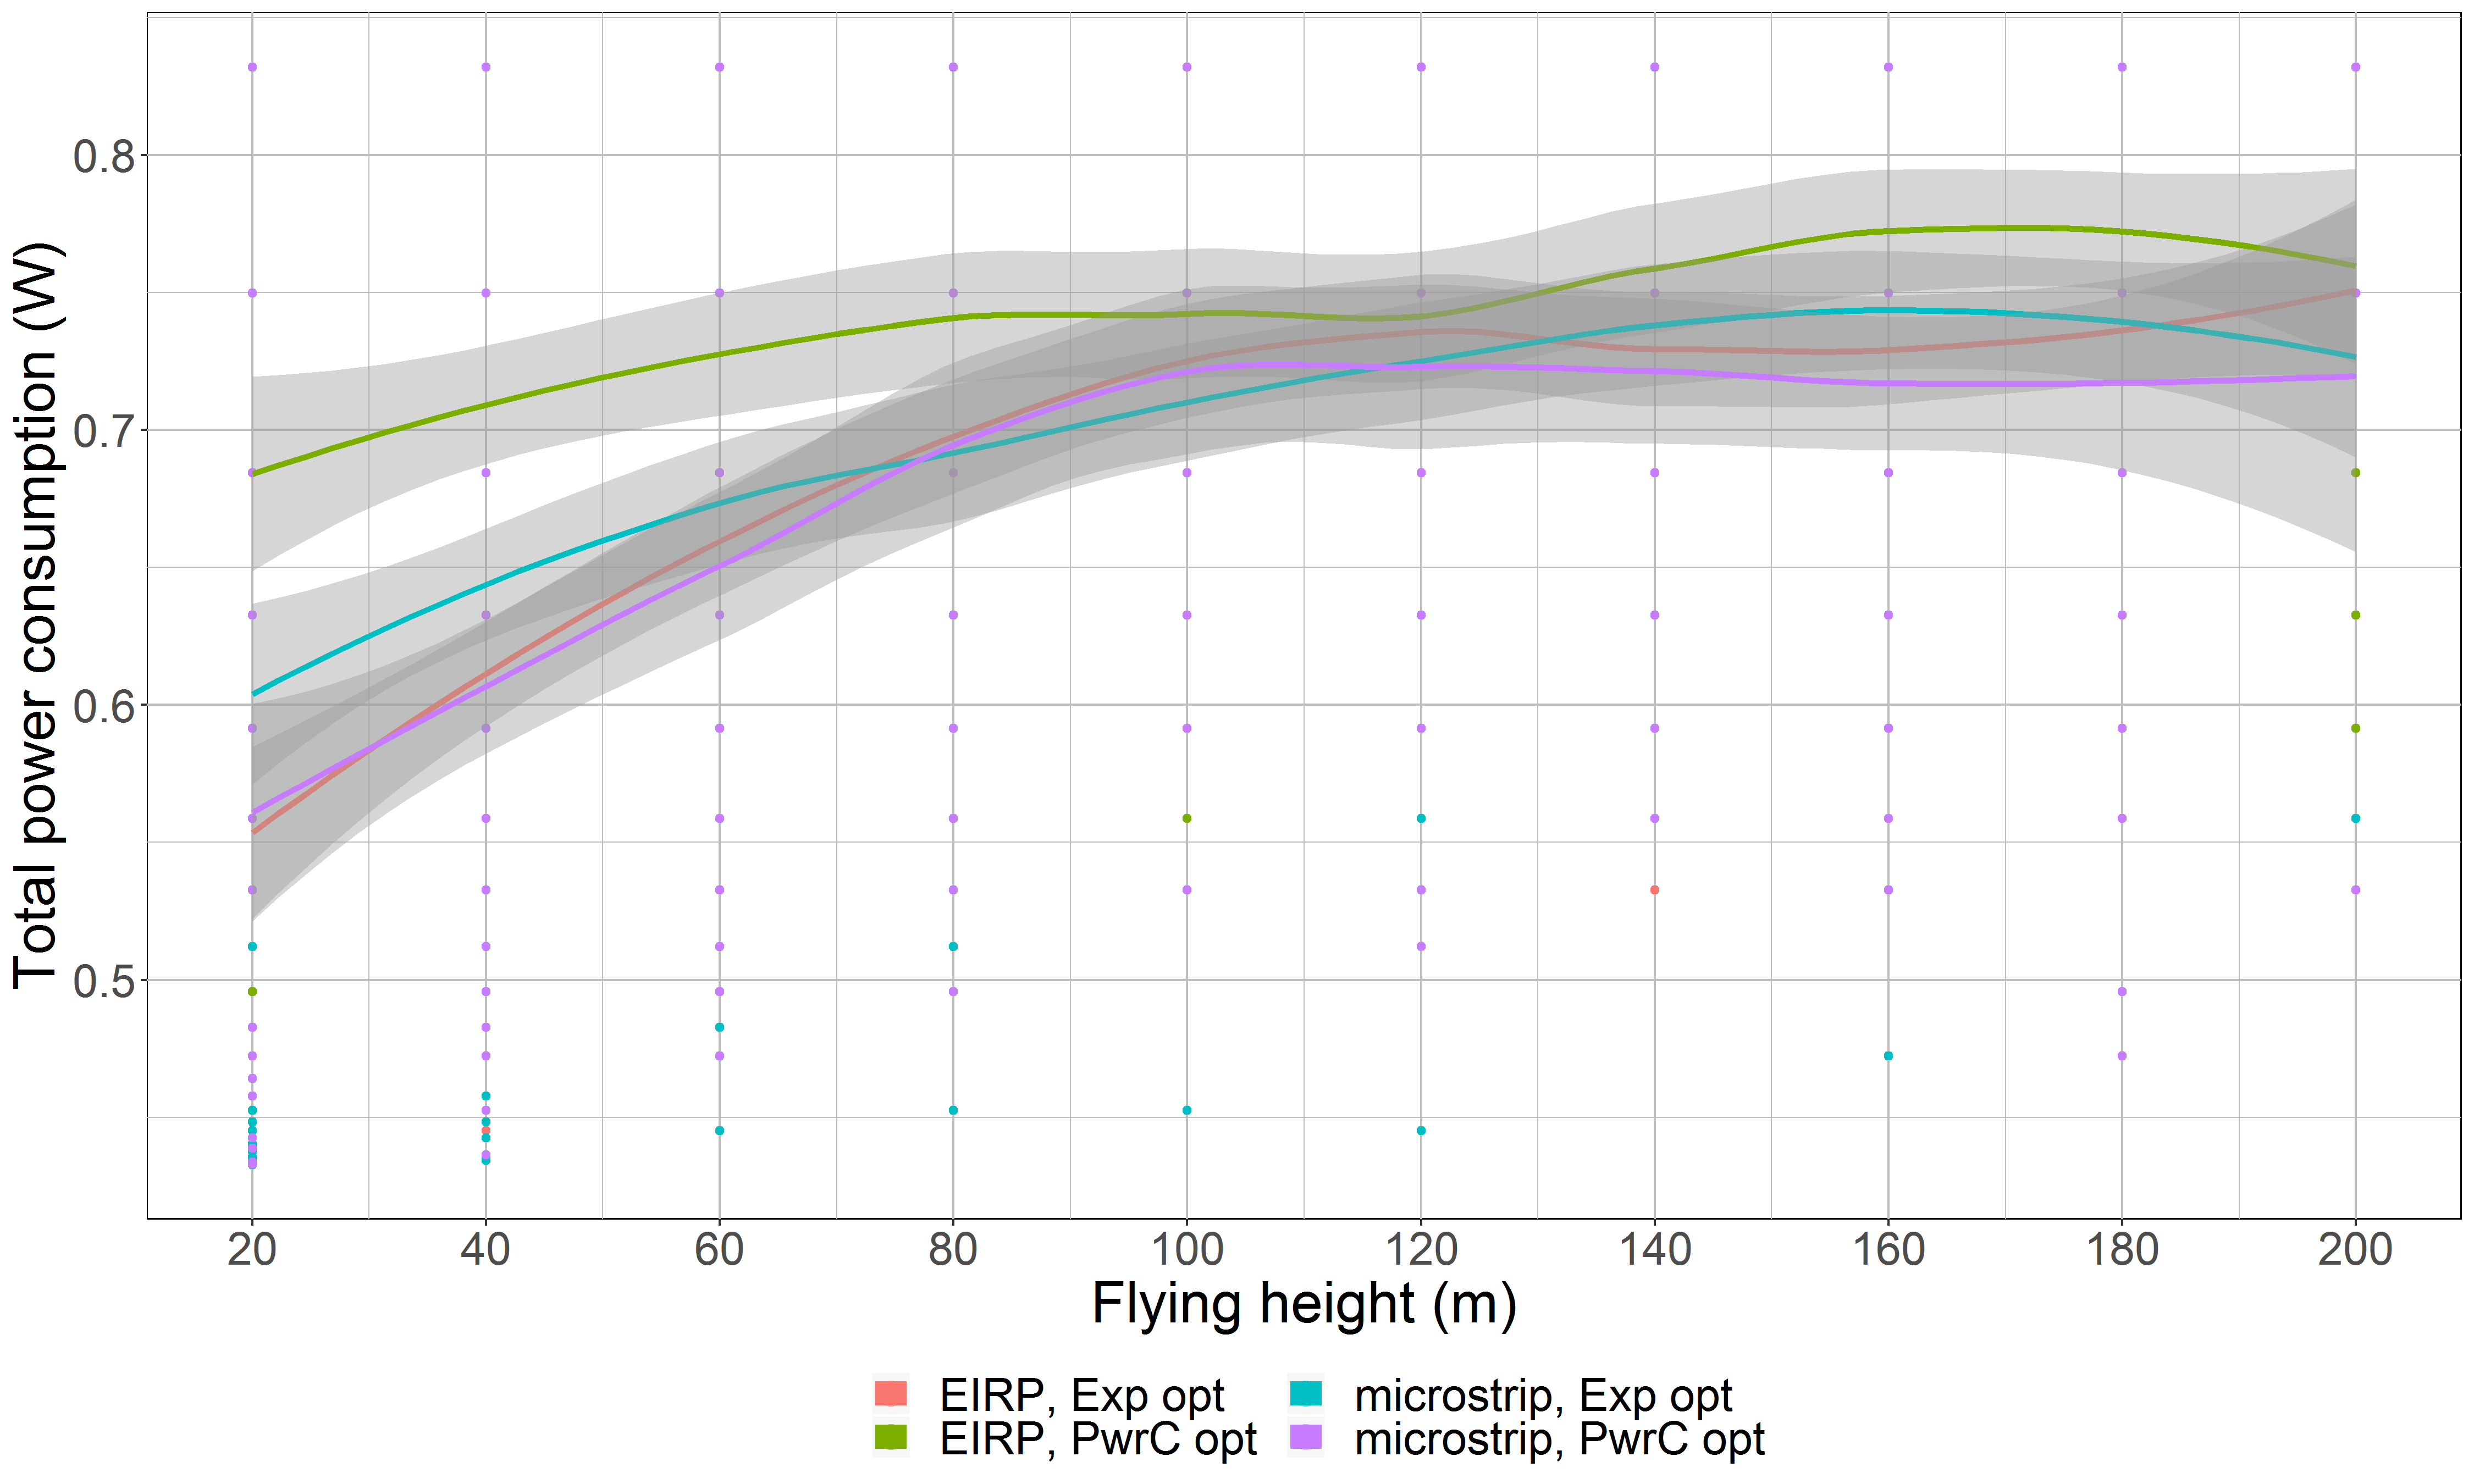 Total power consumption (W)
0.8
0.7
0.6
0.5
20 40 60 80 100 120 140 160 180 200
Flying height (m)
EIRP, Exp opt microstrip, Exp opt
EIRP, PwrC opt microstrip, PwrC opt